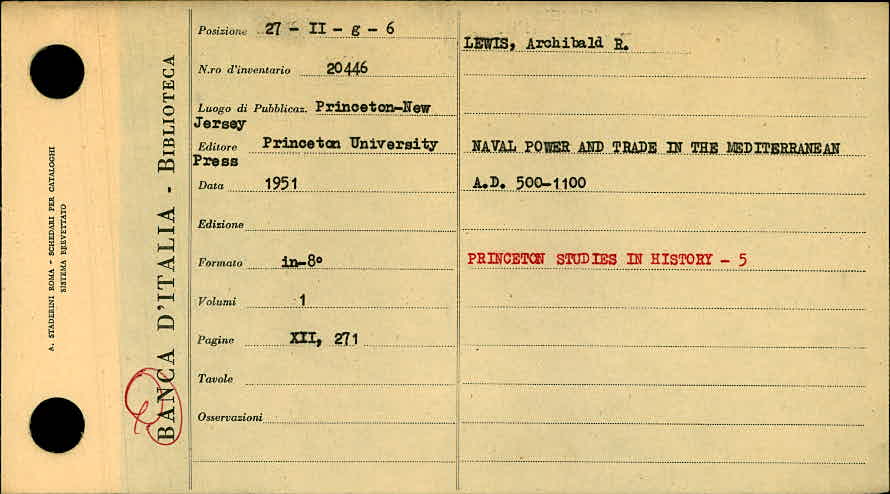 A. STADERINI ROMA - SCHEDARI PER CATALOGHI
SISTEMA BREVETTATO
BANCA D'ITALIA - BIBLIOTECA
Posizione 27 - II - g - 6
N.ro d'inventario 20446
Luogo di Pubblicaz. Princeton-New
Jersey
Editore Princeton University
Press
Data 1951
Edizione
Formato in-8°
Volumi 1
Pagine XII, 271
Tavole
Osservazioni
LEWIS, Archibald R.
NAVAL POWER AND TRADE IN THE MEDITERRANEAN
A.D. 500-1100
PRINCETON STUDIES IN HISTORY - 5